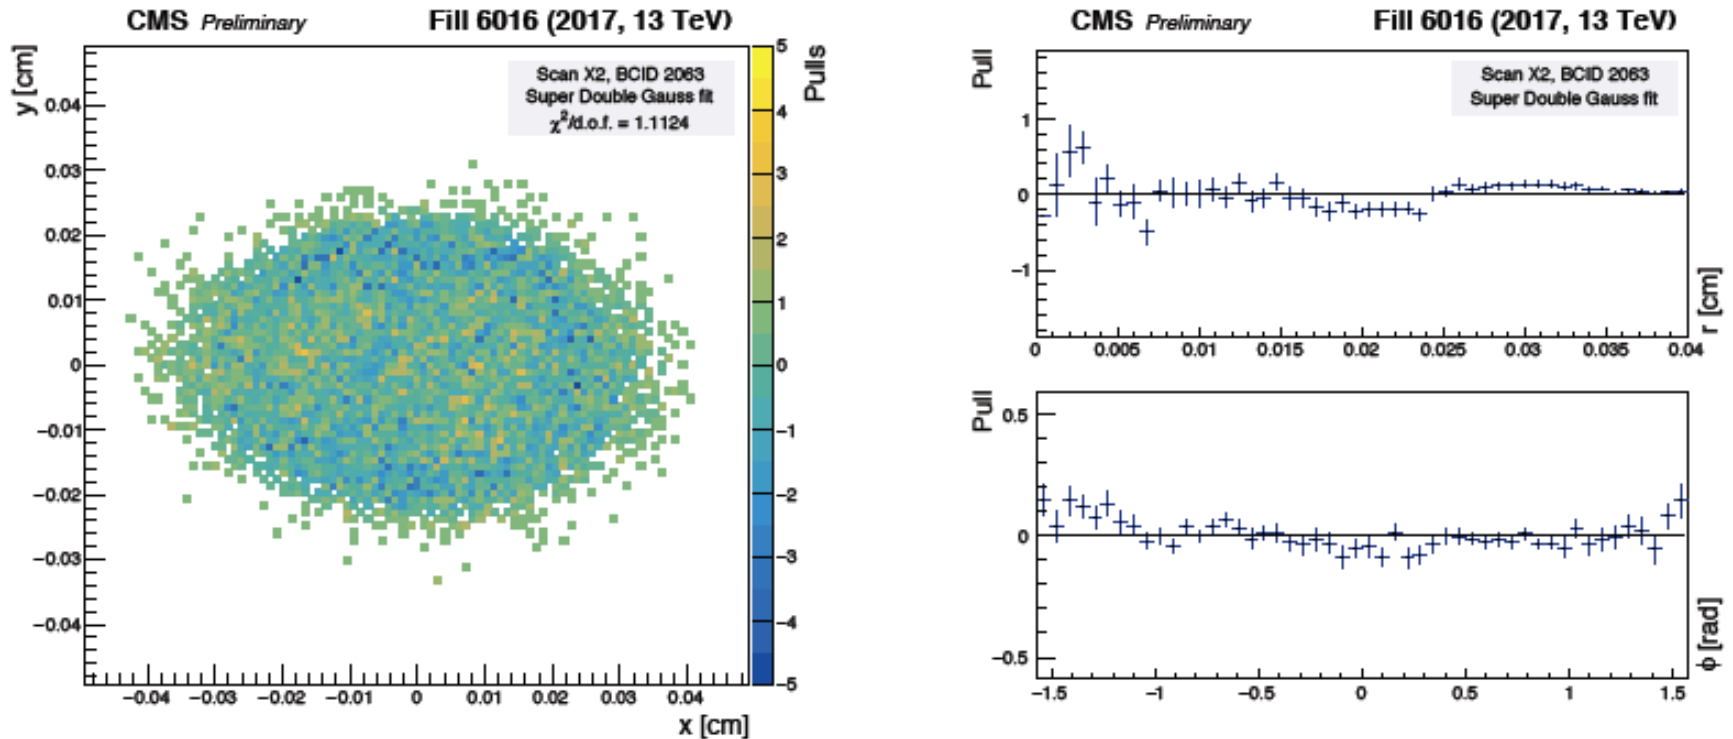 CMS Preliminary Fill 6016 (2017, 13 TeV)
y [cm]
Scan X2, BCID 2063
Super Double Gauss fit
χ²/d.o.f. = 1.1124
0.04
0.03
0.02
0.01
0
−0.01
−0.02
−0.03
−0.04
−0.04 −0.03 −0.02 −0.01 0 0.01 0.02 0.03 0.04
x [cm]
5
4
3
2
1
0
−1
−2
−3
−4
−5
Pulls
CMS Preliminary Fill 6016 (2017, 13 TeV)
Pull
Scan X2, BCID 2063
Super Double Gauss fit
1
0
−1
0 0.005 0.01 0.015 0.02 0.025 0.03 0.035 0.04
r [cm]
Pull
0.5
0
−0.5
−1.5 −1 −0.5 0 0.5 1 1.5
ϕ [rad]